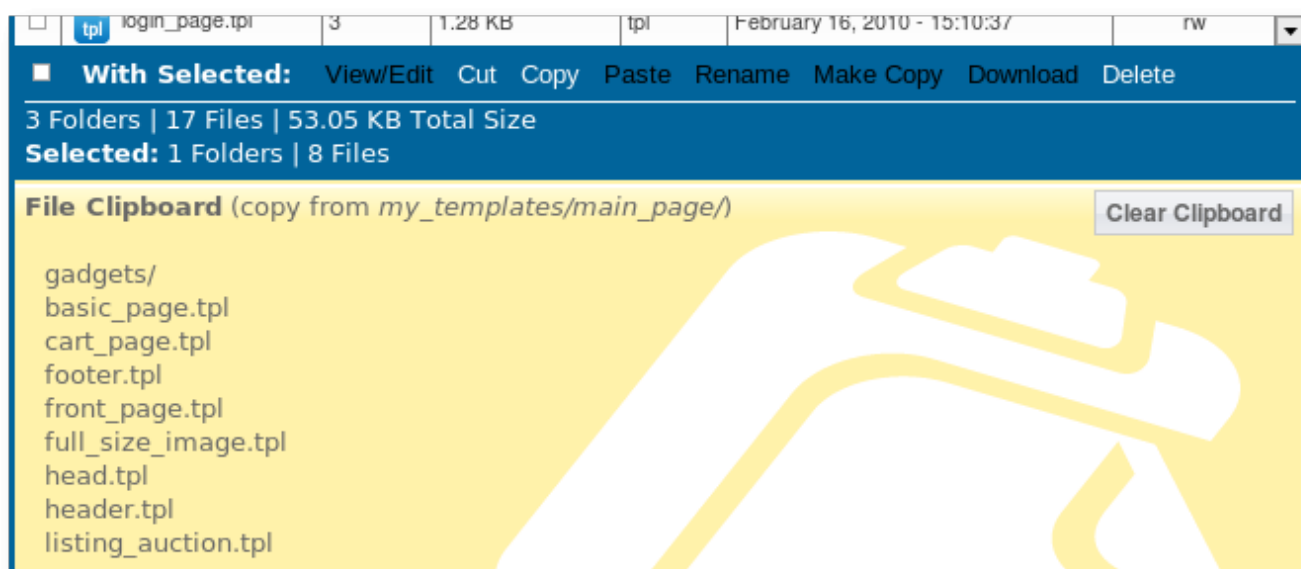 tpl login_page.tpl 3 1.28 KB tpl February 16, 2010 - 15:10:37 rw
With Selected: View/Edit Cut Copy Paste Rename Make Copy Download Delete
3 Folders | 17 Files | 53.05 KB Total Size
Selected: 1 Folders | 8 Files
File Clipboard (copy from my_templates/main_page/) Clear Clipboard
gadgets/
basic_page.tpl
cart_page.tpl
footer.tpl
front_page.tpl
full_size_image.tpl
head.tpl
header.tpl
listing_auction.tpl